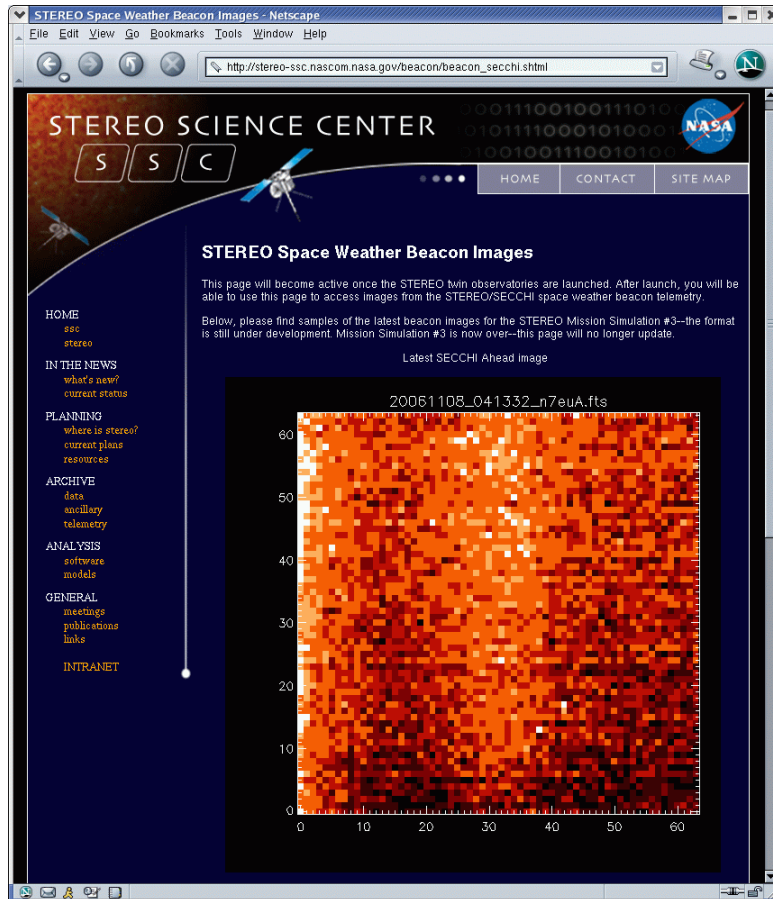 STEREO Space Weather Beacon Images - Netscape
File Edit View Go Bookmarks Tools Window Help
http://stereo-ssc.nascom.nasa.gov/beacon/beacon_secchi.shtml
N
STEREO SCIENCE CENTER
S S C
NASA
HOME CONTACT SITE MAP
STEREO Space Weather Beacon Images
This page will become active once the STEREO twin observatories are launched. After launch, you will be
able to use this page to access images from the STEREO/SECCHI space weather beacon telemetry.
Below, please find samples of the latest beacon images for the STEREO Mission Simulation #3--the format
is still under development. Mission Simulation #3 is now over--this page will no longer update.
Latest SECCHI Ahead image
HOME
ssc
stereo
IN THE NEWS
what's new?
current status
PLANNING
where is stereo?
current plans
resources
ARCHIVE
data
ancillary
telemetry
ANALYSIS
software
models
GENERAL
meetings
publications
links
INTRANET
20061108_041332_n7euA.fts
60
50
40
30
20
10
0
0 10 20 30 40 50 60